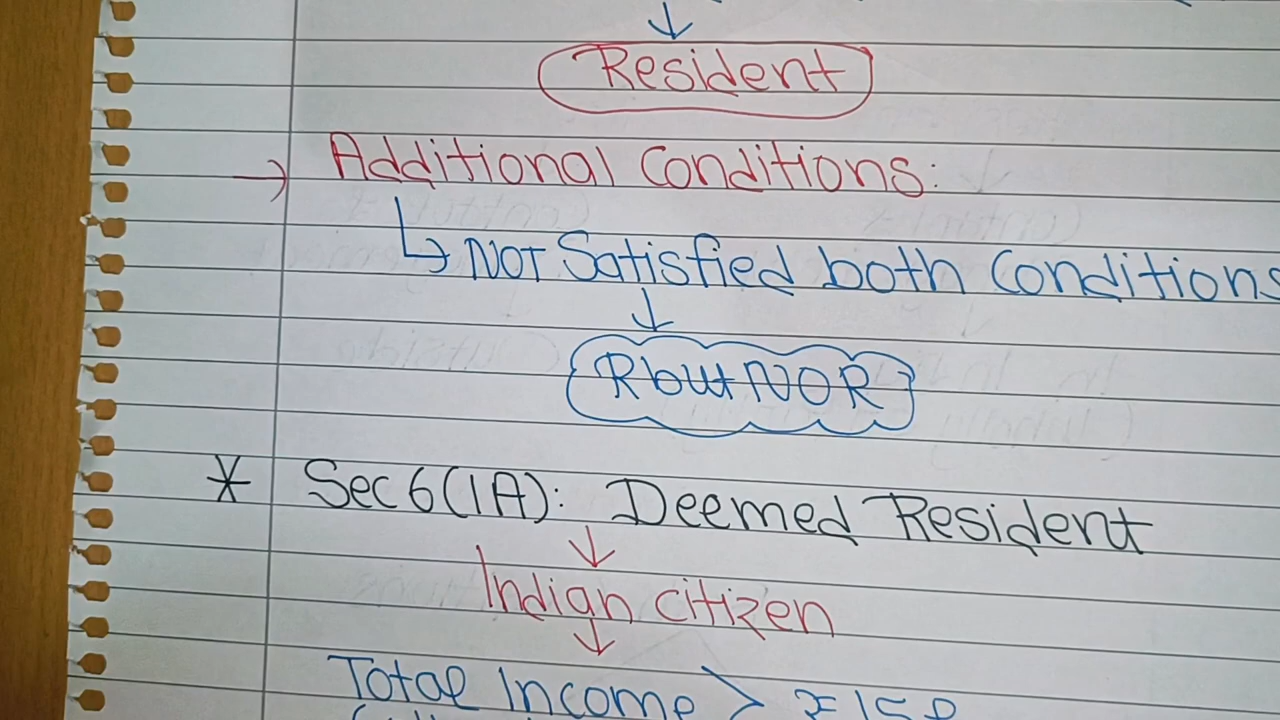 Resident
→ Additional Conditions:
↳ NOT Satisfied both Conditions
R but NOR
* Sec 6(1A): Deemed Resident
Indian citizen
Total Income >